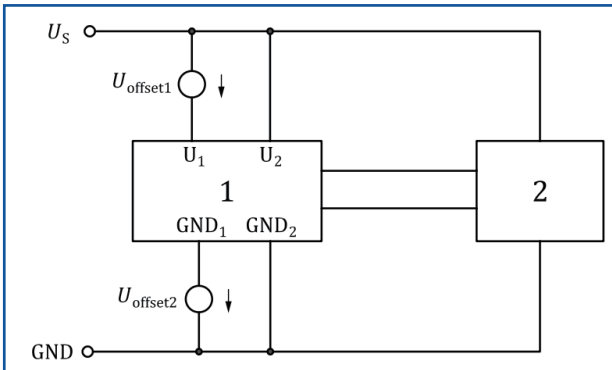 U_S
U_offset1
U_1 U_2
1 2
GND_1 GND_2
U_offset2
GND